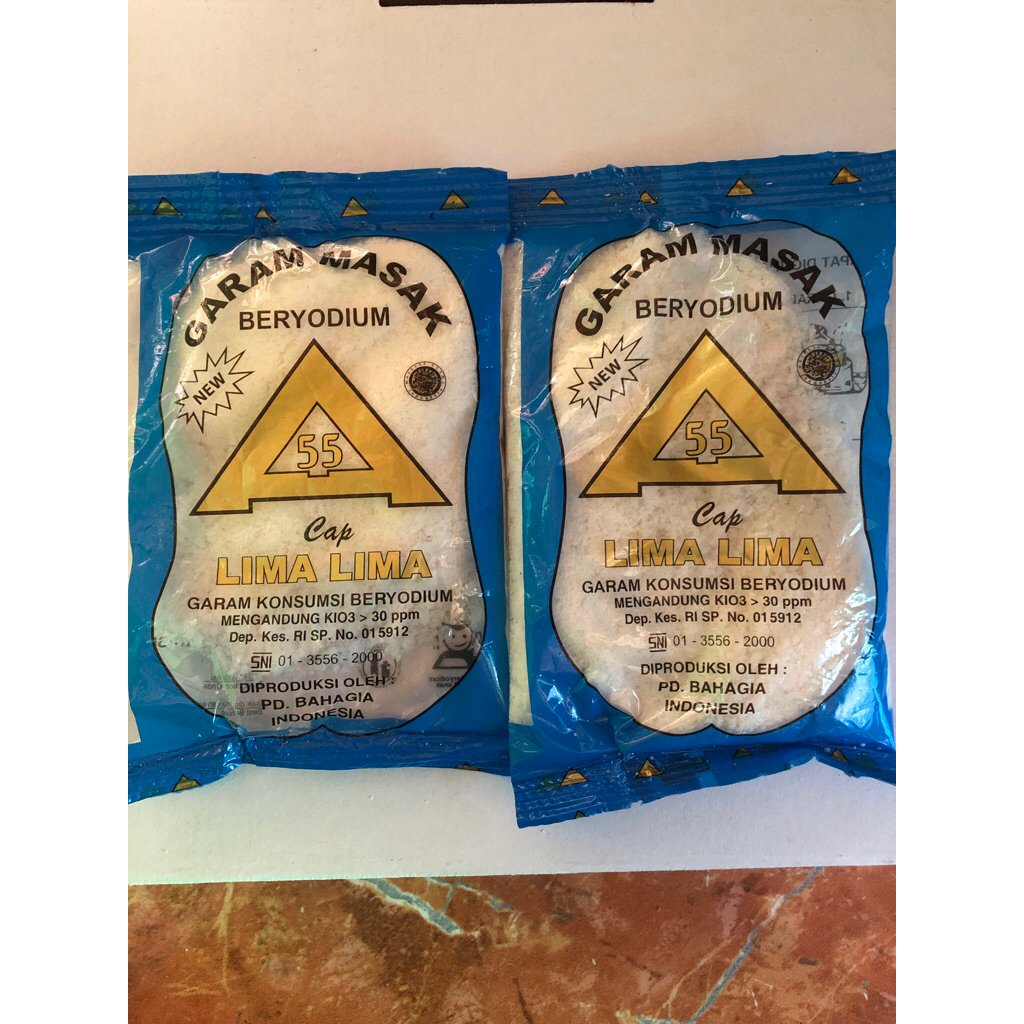 GARAM MASAK
BERYODIUM
NEW
55
Cap
LIMA LIMA
GARAM KONSUMSI BERYODIUM
MENGANDUNG KIO3 > 30 ppm
Dep. Kes. RI SP. No. 015912
SNI 01 - 3556 - 2000
DIPRODUKSI OLEH :
PD. BAHAGIA
INDONESIA
GARAM MASAK
BERYODIUM
NEW
55
Cap
LIMA LIMA
GARAM KONSUMSI BERYODIUM
MENGANDUNG KIO3 > 30 ppm
Dep. Kes. RI SP. No. 015912
SNI 01 - 3556 - 2000
DIPRODUKSI OLEH :
PD. BAHAGIA
INDONESIA